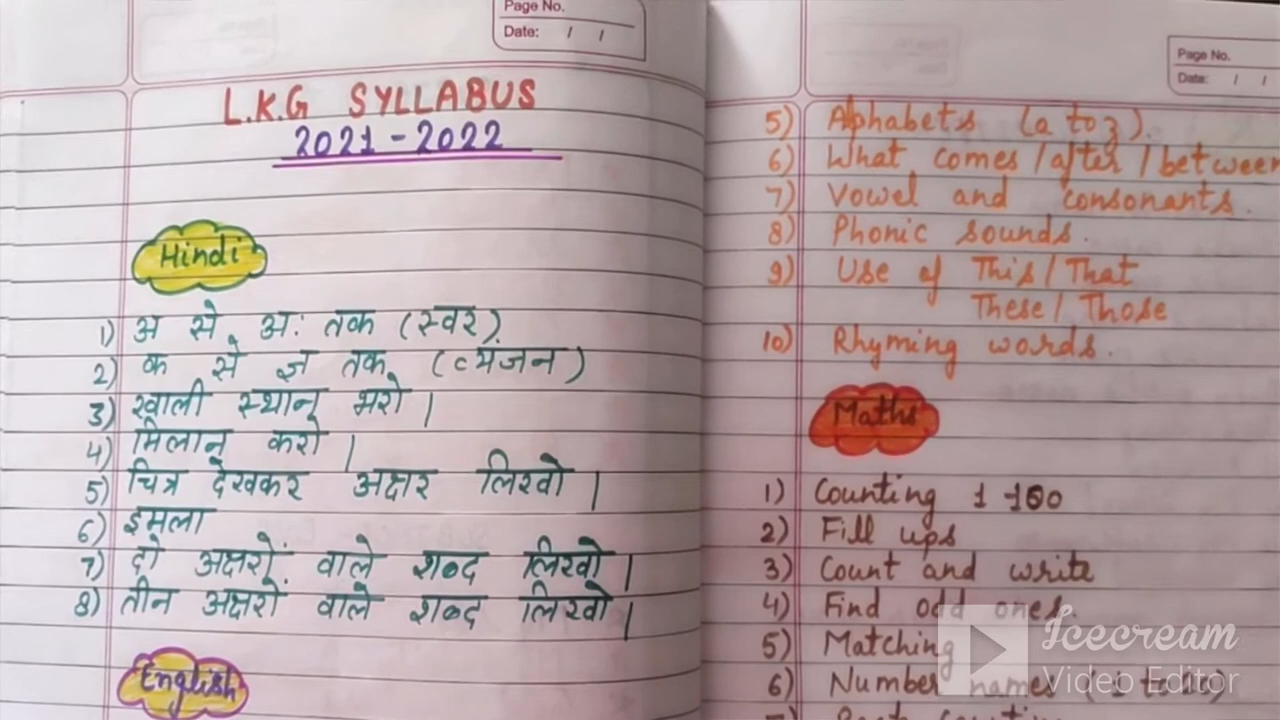 Page No.
Date: / /
L.K.G SYLLABUS
2021-2022
Hindi
1) अ से अः तक (स्वर)
2) क से ज्ञ तक (व्यंजन)
3) खाली स्थान भरो।
4) मिलान करो।
5) चित्र देखकर अक्षर लिखो।
6) इमला
7) दो अक्षरों वाले शब्द लिखो।
8) तीन अक्षरों वाले शब्द लिखो।
English
Page No.
Date: / /
5) Alphabets (a to z).
6) What comes/after/between
7) Vowel and consonants.
8) Phonic sounds.
9) Use of This/That
These/Those
10) Rhyming words.
Maths
1) Counting 1-100
2) Fill ups
3) Count and write
4) Find odd ones.
5) Matching
6) Number names (1 to
Icecream
Video Editor